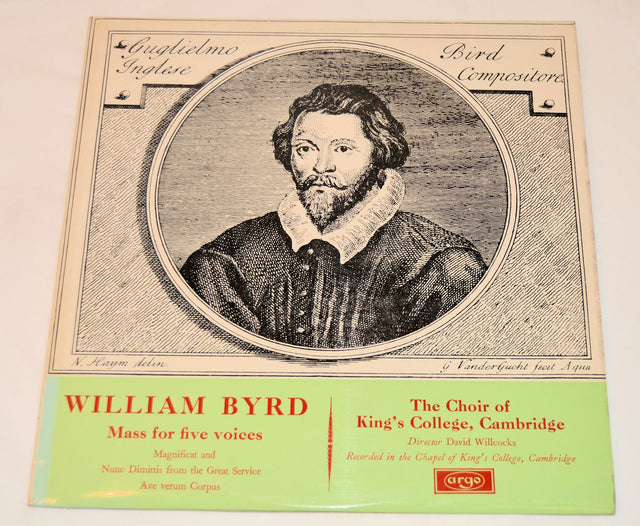 Guglielmo
Inglese
Bird
Compositore
N. Haym delin.
G VanderGucht fecit Aqua
WILLIAM BYRD
Mass for five voices
Magnificat and
Nunc Dimittis from the Great Service
Ave verum Corpus
The Choir of
King's College, Cambridge
Director David Willcocks
Recorded in the Chapel of King's College, Cambridge
argo